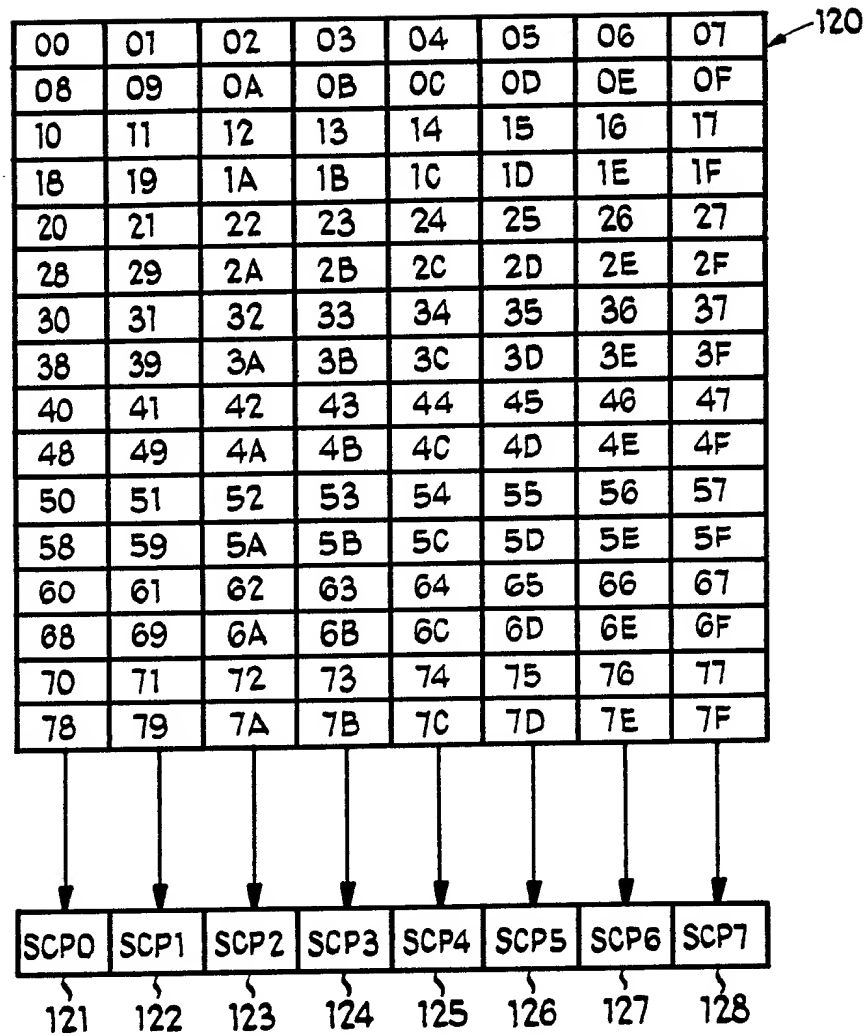 120
00 01 02 03 04 05 06 07
08 09 0A 0B 0C 0D 0E 0F
10 11 12 13 14 15 16 17
18 19 1A 1B 1C 1D 1E 1F
20 21 22 23 24 25 26 27
28 29 2A 2B 2C 2D 2E 2F
30 31 32 33 34 35 36 37
38 39 3A 3B 3C 3D 3E 3F
40 41 42 43 44 45 46 47
48 49 4A 4B 4C 4D 4E 4F
50 51 52 53 54 55 56 57
58 59 5A 5B 5C 5D 5E 5F
60 61 62 63 64 65 66 67
68 69 6A 6B 6C 6D 6E 6F
70 71 72 73 74 75 76 77
78 79 7A 7B 7C 7D 7E 7F
SCP0 SCP1 SCP2 SCP3 SCP4 SCP5 SCP6 SCP7
121 122 123 124 125 126 127 128